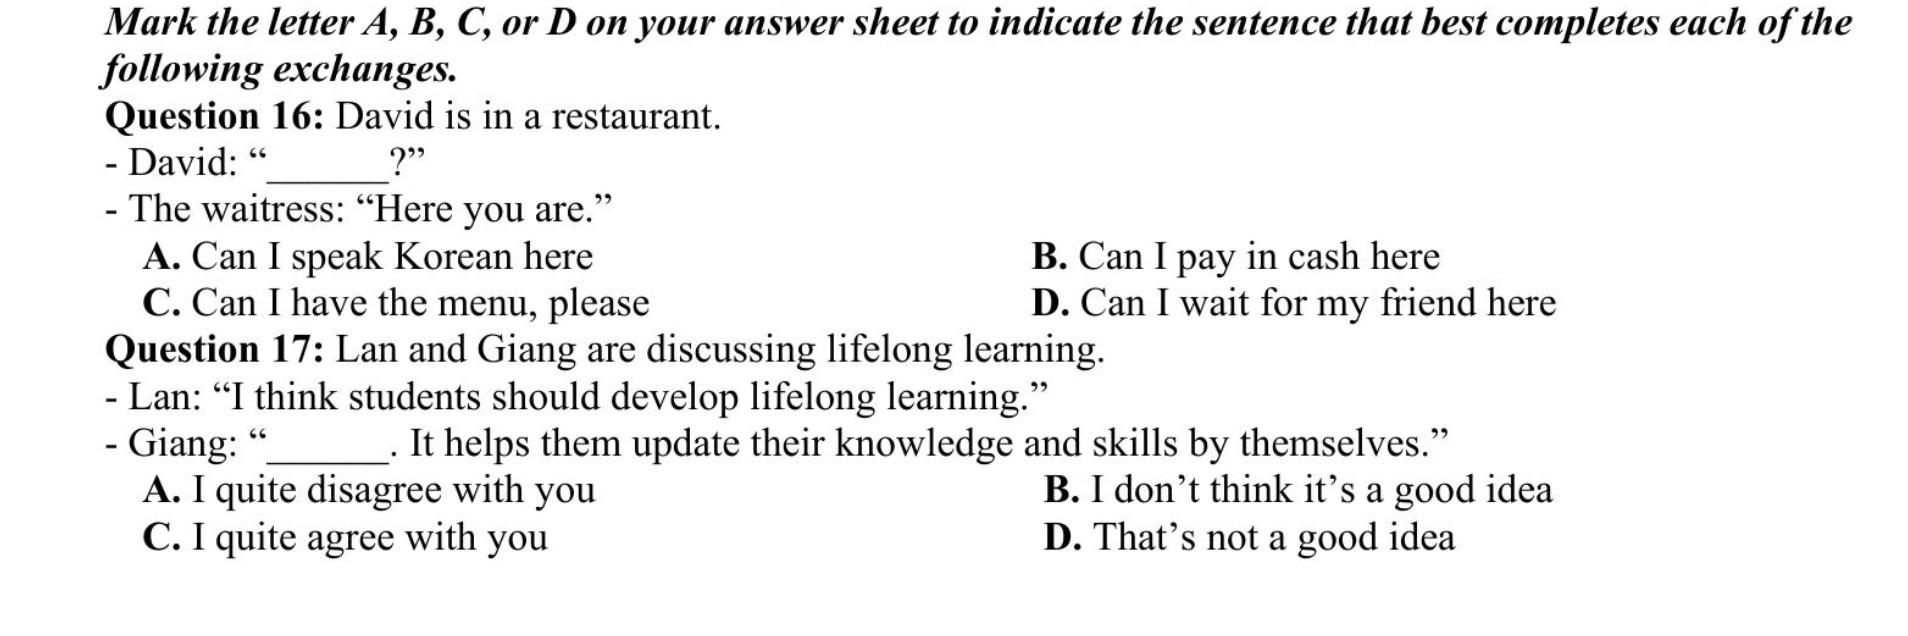 Mark the letter A, B, C, or D on your answer sheet to indicate the sentence that best completes each of the
following exchanges.
Question 16: David is in a restaurant.
- David: “______?”
- The waitress: “Here you are.”
A. Can I speak Korean here B. Can I pay in cash here
C. Can I have the menu, please D. Can I wait for my friend here
Question 17: Lan and Giang are discussing lifelong learning.
- Lan: “I think students should develop lifelong learning.”
- Giang: “______. It helps them update their knowledge and skills by themselves.”
A. I quite disagree with you B. I don’t think it’s a good idea
C. I quite agree with you D. That’s not a good idea